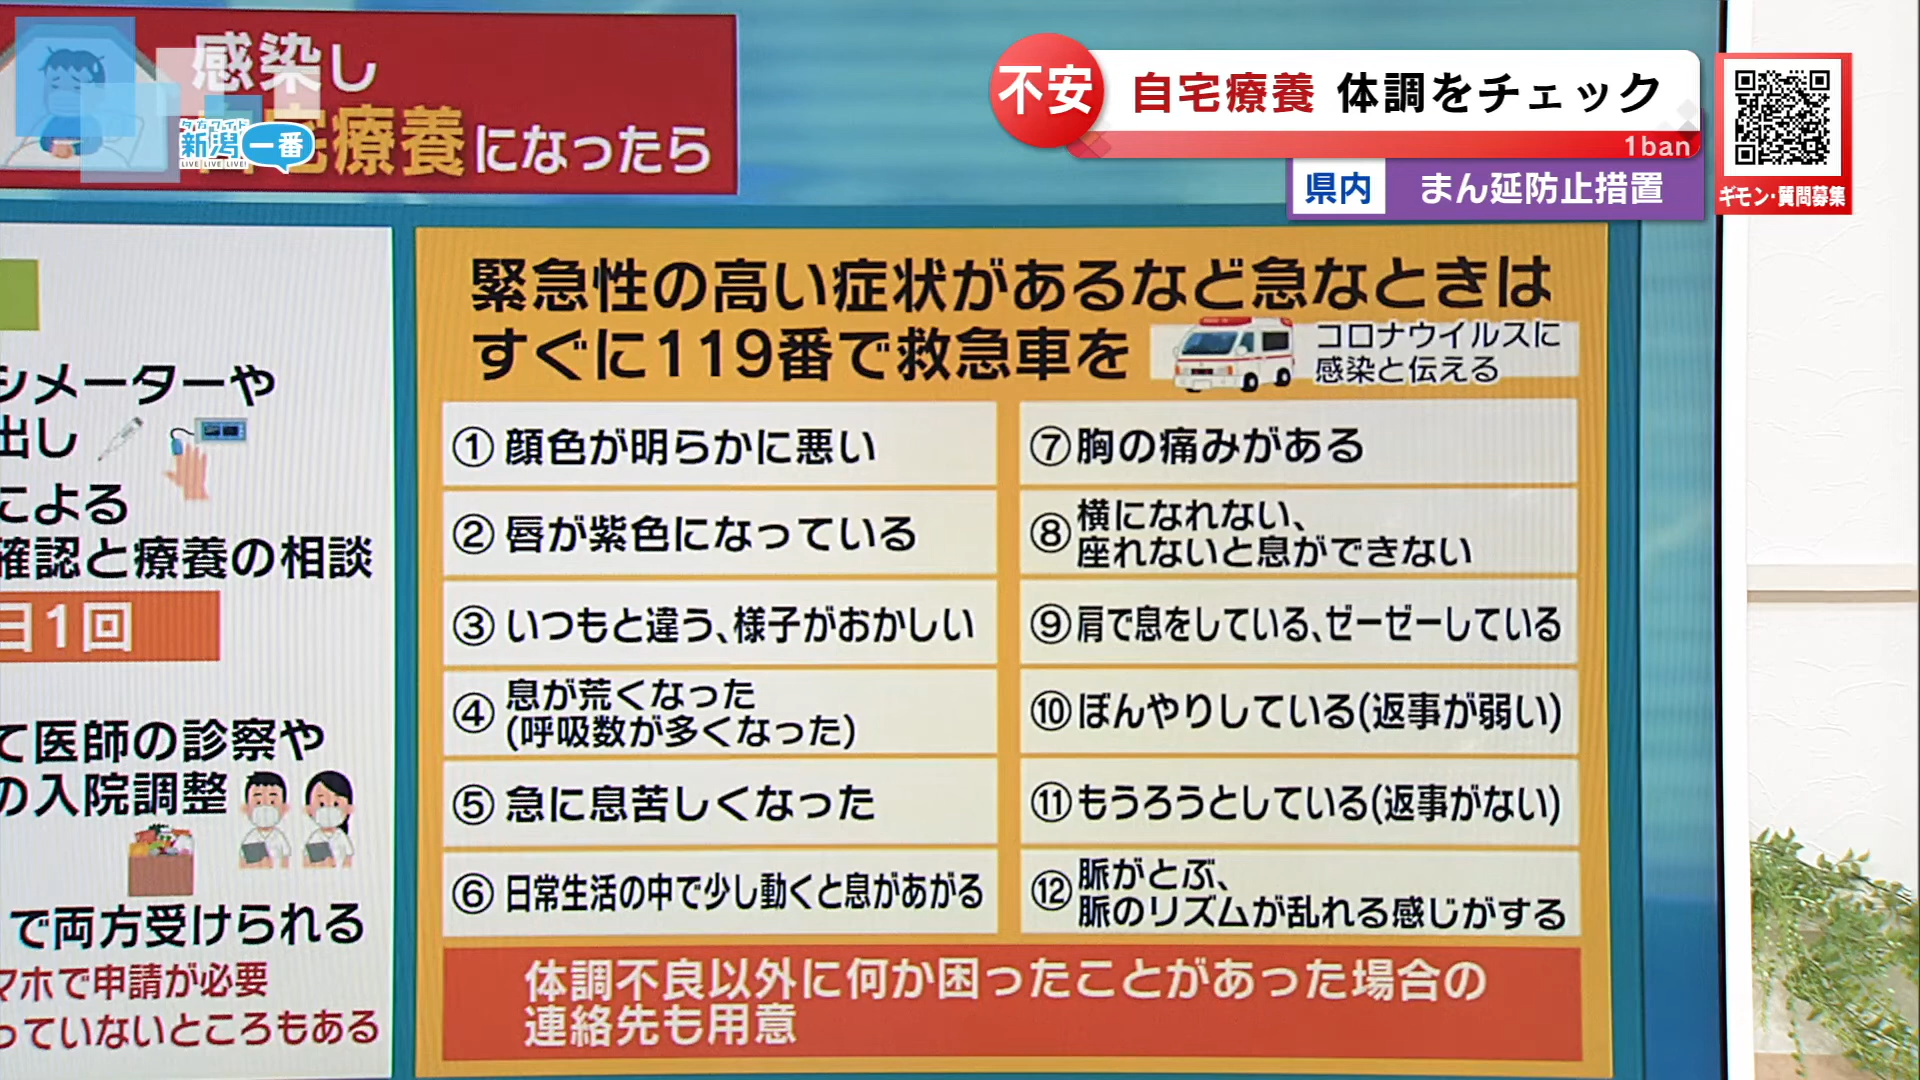 感染し
宅療養になったら
夕方ワイド
新潟一番
LIVE LIVE LIVE!
不安
自宅療養 体調をチェック
1ban
県内 まん延防止措置
ギモン・質問募集
シメーターや
出し
による
確認と療養の相談
日1回
て医師の診察や
の入院調整
で両方受けられる
マホで申請が必要
っていないところもある
緊急性の高い症状があるなど急なときは
すぐに119番で救急車を
コロナウイルスに
感染と伝える
①顔色が明らかに悪い
②唇が紫色になっている
③いつもと違う、様子がおかしい
④息が荒くなった
(呼吸数が多くなった)
⑤急に息苦しくなった
⑥日常生活の中で少し動くと息があがる
⑦胸の痛みがある
⑧横になれない、
座れないと息ができない
⑨肩で息をしている、ゼーゼーしている
⑩ぼんやりしている(返事が弱い)
⑪もうろうとしている(返事がない)
⑫脈がとぶ、
脈のリズムが乱れる感じがする
体調不良以外に何か困ったことがあった場合の
連絡先も用意